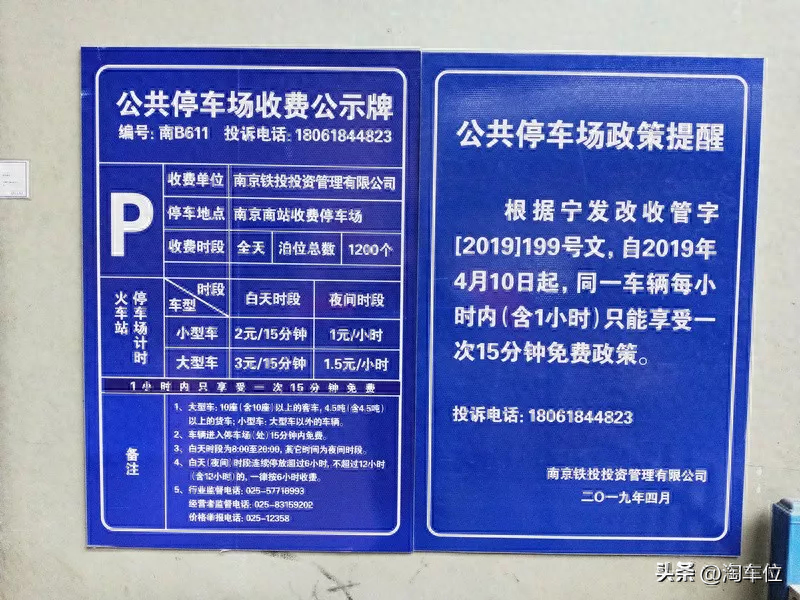 公共停车场收费公示牌
编号: 南B611 投诉电话: 18061844823
P
收费单位 南京铁投投资管理有限公司
停车地点 南京南站收费停车场
收费时段 全天 泊位总数 1200个
火车站
停车场计时
时段
车型
白天时段 夜间时段
小型车 2元/15分钟 1元/小时
大型车 3元/15分钟 1.5元/小时
1小时内只享受一次15分钟免费
备注
1、大型车: 10座(含10座)以上的客车, 4.5吨(含4.5吨)
以上的货车; 小型车: 大型车以外的车辆。
2、车辆进入停车场(处)15分钟内免费。
3、白天时段为8:00至20:00, 其它时间为夜间时段。
4、白天(夜间)时段连续停放超过6小时, 不超过12小时
(含12小时)的, 一律按6小时收费。
5、行业监督电话: 025-57718993
经营者监督电话: 025-83159202
价格举报电话: 025-12358
公共停车场政策提醒
根据宁发改收管字
[2019]199号文, 自2019年
4月10日起, 同一车辆每小
时内(含1小时)只能享受一
次15分钟免费政策。
投诉电话: 18061844823
南京铁投投资管理有限公司
二〇一九年四月
头条 @淘车位